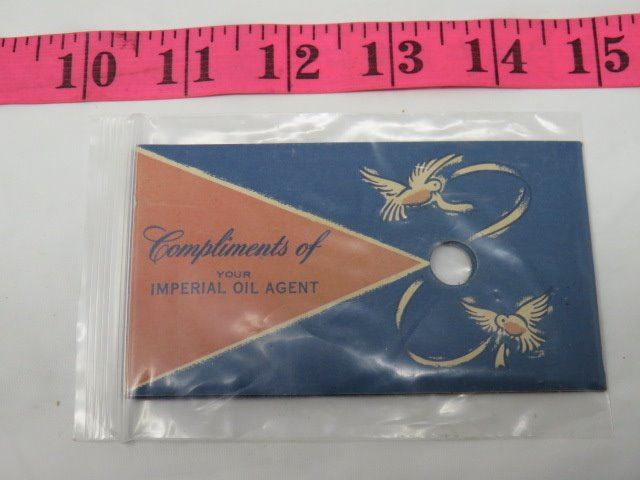 10 11 12 13 14 15
Compliments of
YOUR
IMPERIAL OIL AGENT